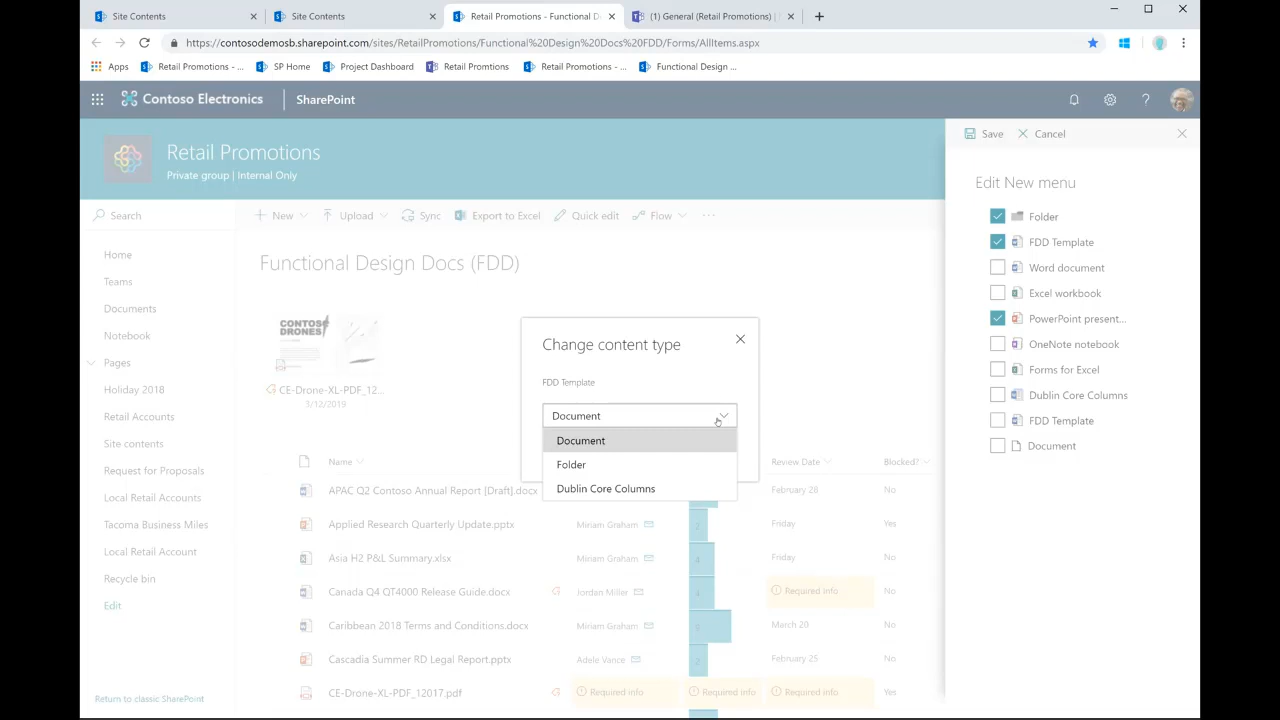 Site Contents
Site Contents
Retail Promotions - Functional D
(1) General (Retail Promotions) |
https://contosodemosb.sharepoint.com/sites/RetailPromotions/Functional%20Design%20Docs%20FDD/Forms/AllItems.aspx
Apps
Retail Promotions - ...
SP Home
Project Dashboard
Retail Promtions
Retail Promotions - ...
Functional Design ...
Contoso Electronics
SharePoint
Retail Promotions
Private group | Internal Only
Save
Cancel
Edit New menu
Folder
FDD Template
Word document
Excel workbook
PowerPoint present...
OneNote notebook
Forms for Excel
Dublin Core Columns
FDD Template
Document
Search
New
Upload
Sync
Export to Excel
Quick edit
Flow
...
Home
Teams
Documents
Notebook
Pages
Holiday 2018
Retail Accounts
Site contents
Request for Proposals
Local Retail Accounts
Tacoma Business Miles
Local Retail Account
Recycle bin
Edit
Return to classic SharePoint
Functional Design Docs (FDD)
CONTOSO
DRONES
CE-Drone-XL-PDF_12...
1/12/2019
Change content type
FDD Template
Document
Document
Folder
Dublin Core Columns
Name
Review Date
Blocked?
APAC Q2 Contoso Annual Report [Draft].docx
February 28
No
Applied Research Quarterly Update.pptx
Miriam Graham
2
Friday
Yes
Asia H2 P&L Summary.xlsx
Miriam Graham
4
Friday
No
Canada Q4 QT4000 Release Guide.docx
Jordan Miller
4
Required info
No
Caribbean 2018 Terms and Conditions.docx
Miriam Graham
March 20
No
Cascadia Summer RD Legal Report.pptx
Adele Vance
2
February 25
No
CE-Drone-XL-PDF_12017.pdf
Required info
Required info
Required info
Yes